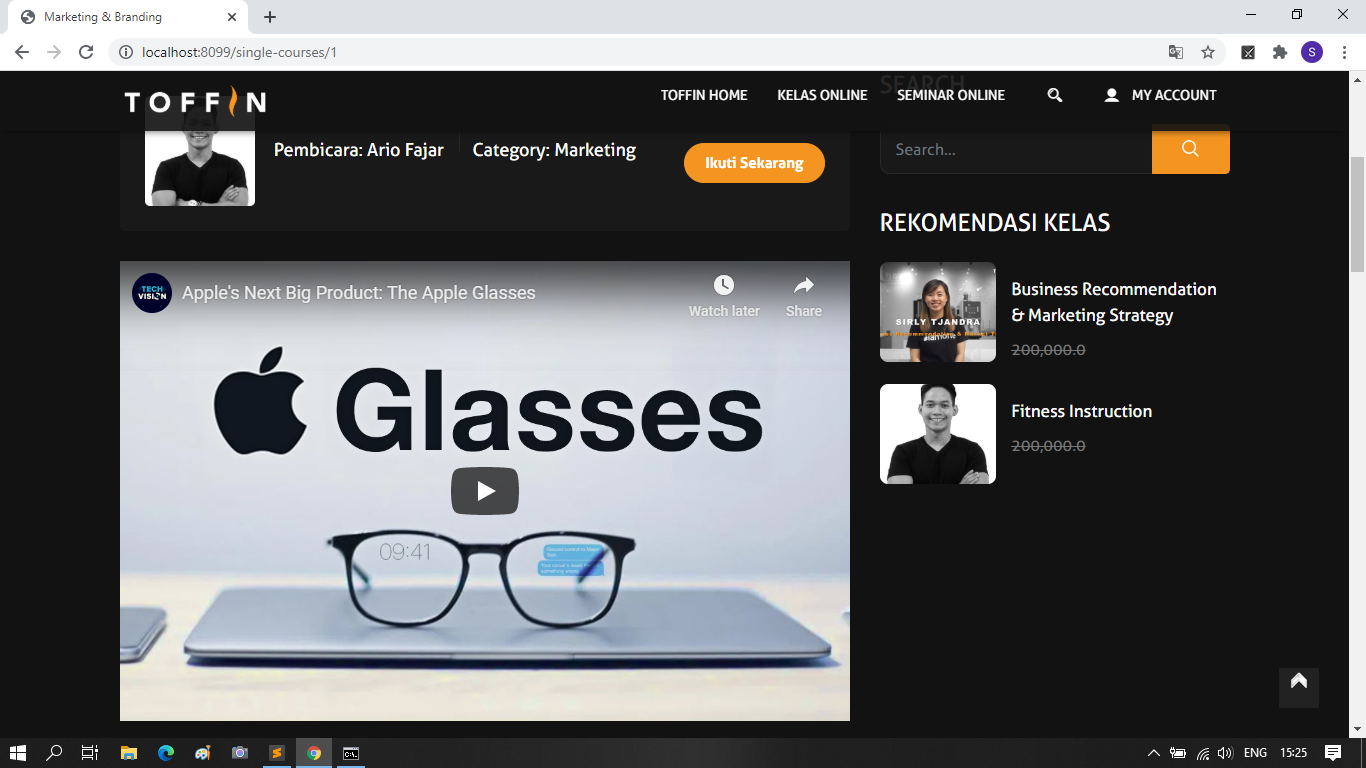 Marketing & Branding
localhost:8099/single-courses/1
S
TOFFIN
TOFFIN HOME
KELAS ONLINE
SEMINAR ONLINE
MY ACCOUNT
SEARCH
Pembicara: Ario Fajar
Category: Marketing
Ikuti Sekarang
Search...
REKOMENDASI KELAS
SIRLY TJANDRA
Business Recommendation
& Marketing Strategy
200,000.0
Fitness Instruction
200,000.0
TECH
VISION
Apple's Next Big Product: The Apple Glasses
Watch later
Share
Glasses
09:41
ENG
15:25